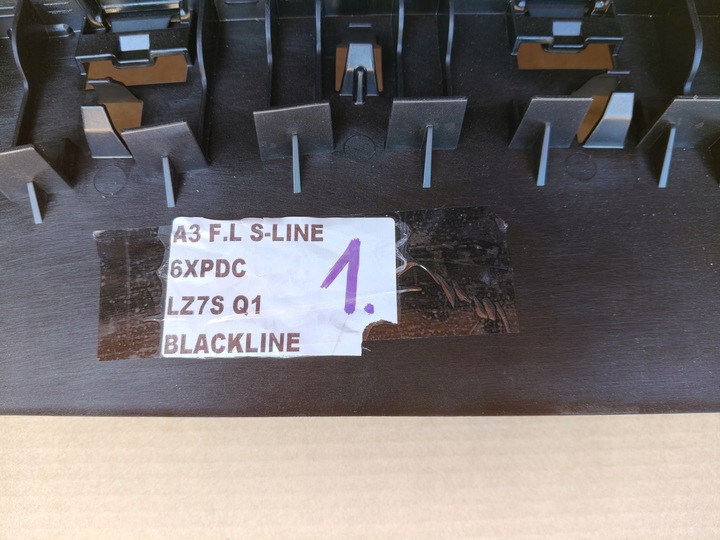 A3 F.L S-LINE
6XPDC
LZ7S Q1
BLACKLINE
1.